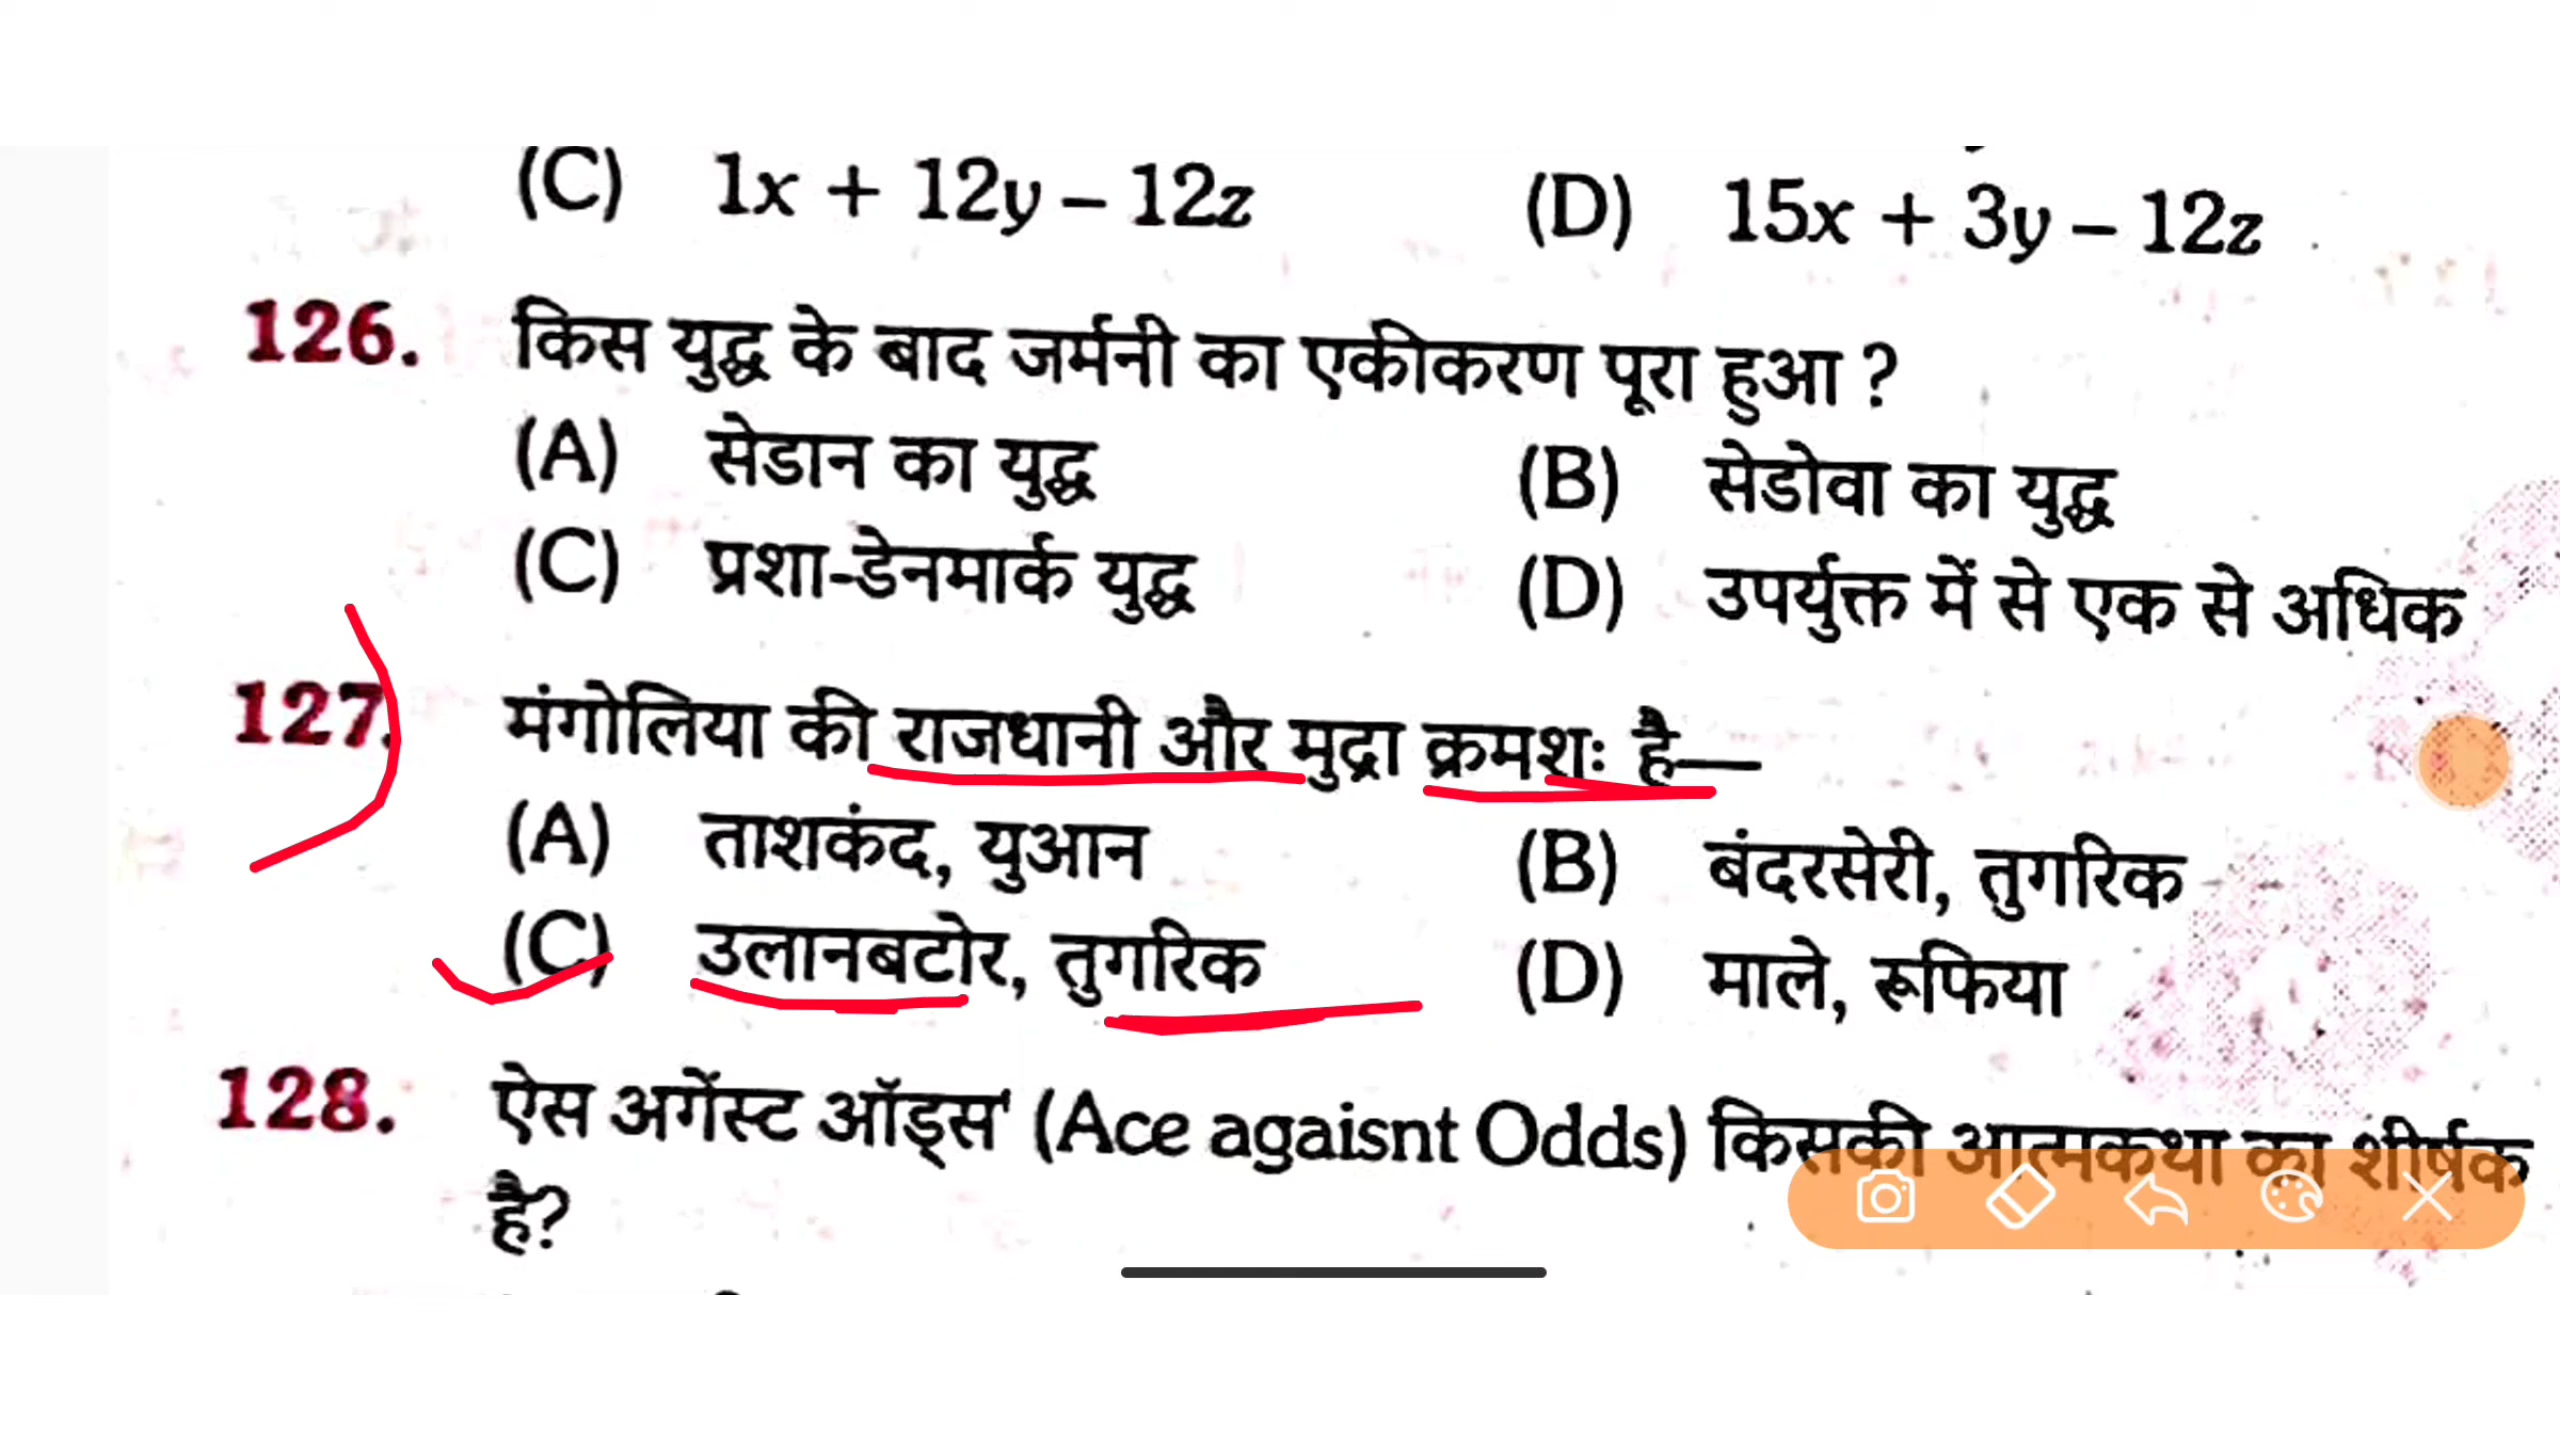 (C) 1x + 12y – 12z (D) 15x + 3y – 12z
126. किस युद्ध के बाद जर्मनी का एकीकरण पूरा हुआ ?
(A) सेडान का युद्ध (B) सेडोवा का युद्ध
(C) प्रशा-डेनमार्क युद्ध (D) उपर्युक्त में से एक से अधिक
127. मंगोलिया की राजधानी और मुद्रा क्रमशः है—
(A) ताशकंद, युआन (B) बंदरसेरी, तुगरिक
(C) उलानबटोर, तुगरिक (D) माले, रूफिया
128. ऐस अगेंस्ट ऑड्स' (Ace agaisnt Odds) किसकी आत्मकथा का शीर्षक
है?